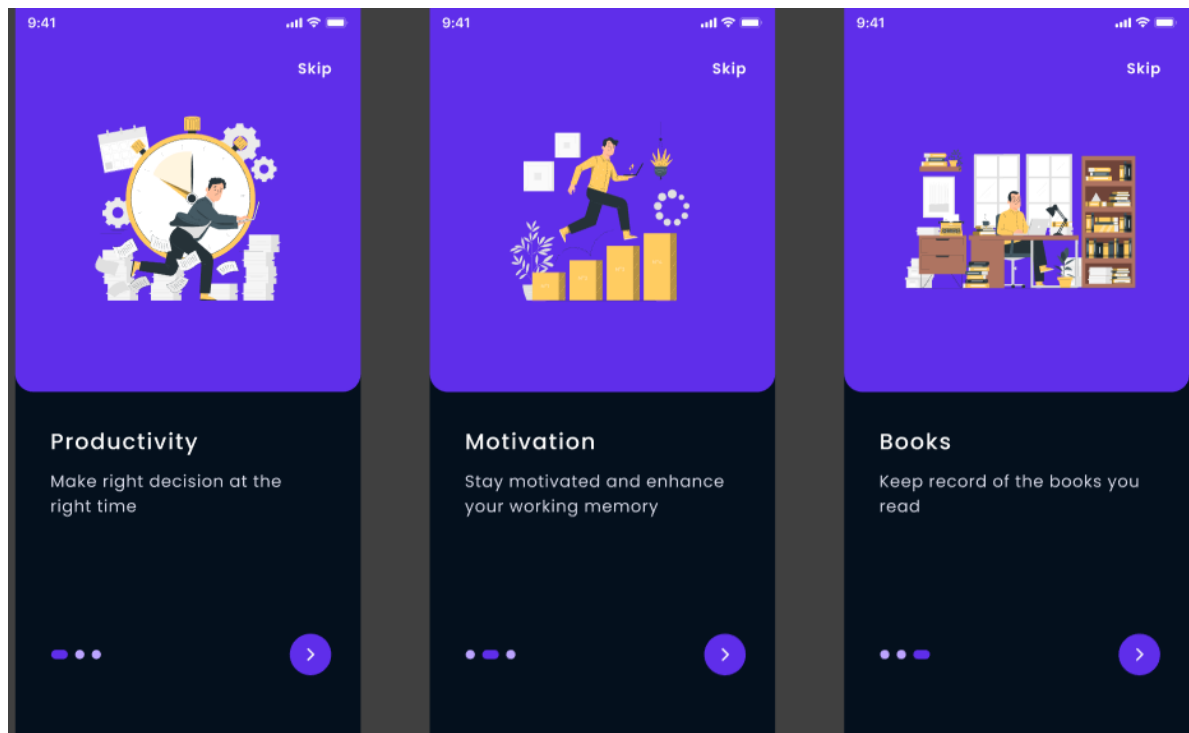 9:41
Skip
Productivity
Make right decision at the
right time
9:41
Skip
Motivation
Stay motivated and enhance
your working memory
9:41
Skip
Books
Keep record of the books you
read